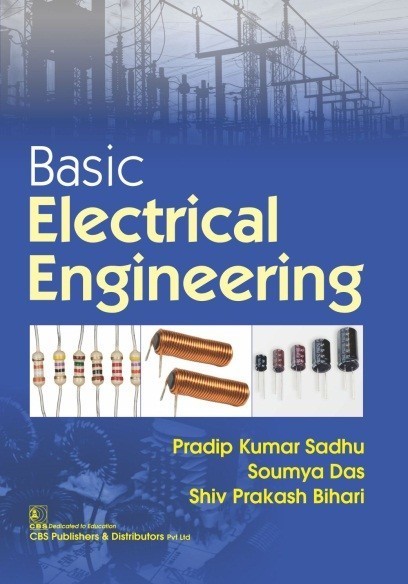 Basic
Electrical
Engineering
Pradip Kumar Sadhu
Soumya Das
Shiv Prakash Bihari
CBS Dedicated to Education
CBS Publishers & Distributors Pvt Ltd